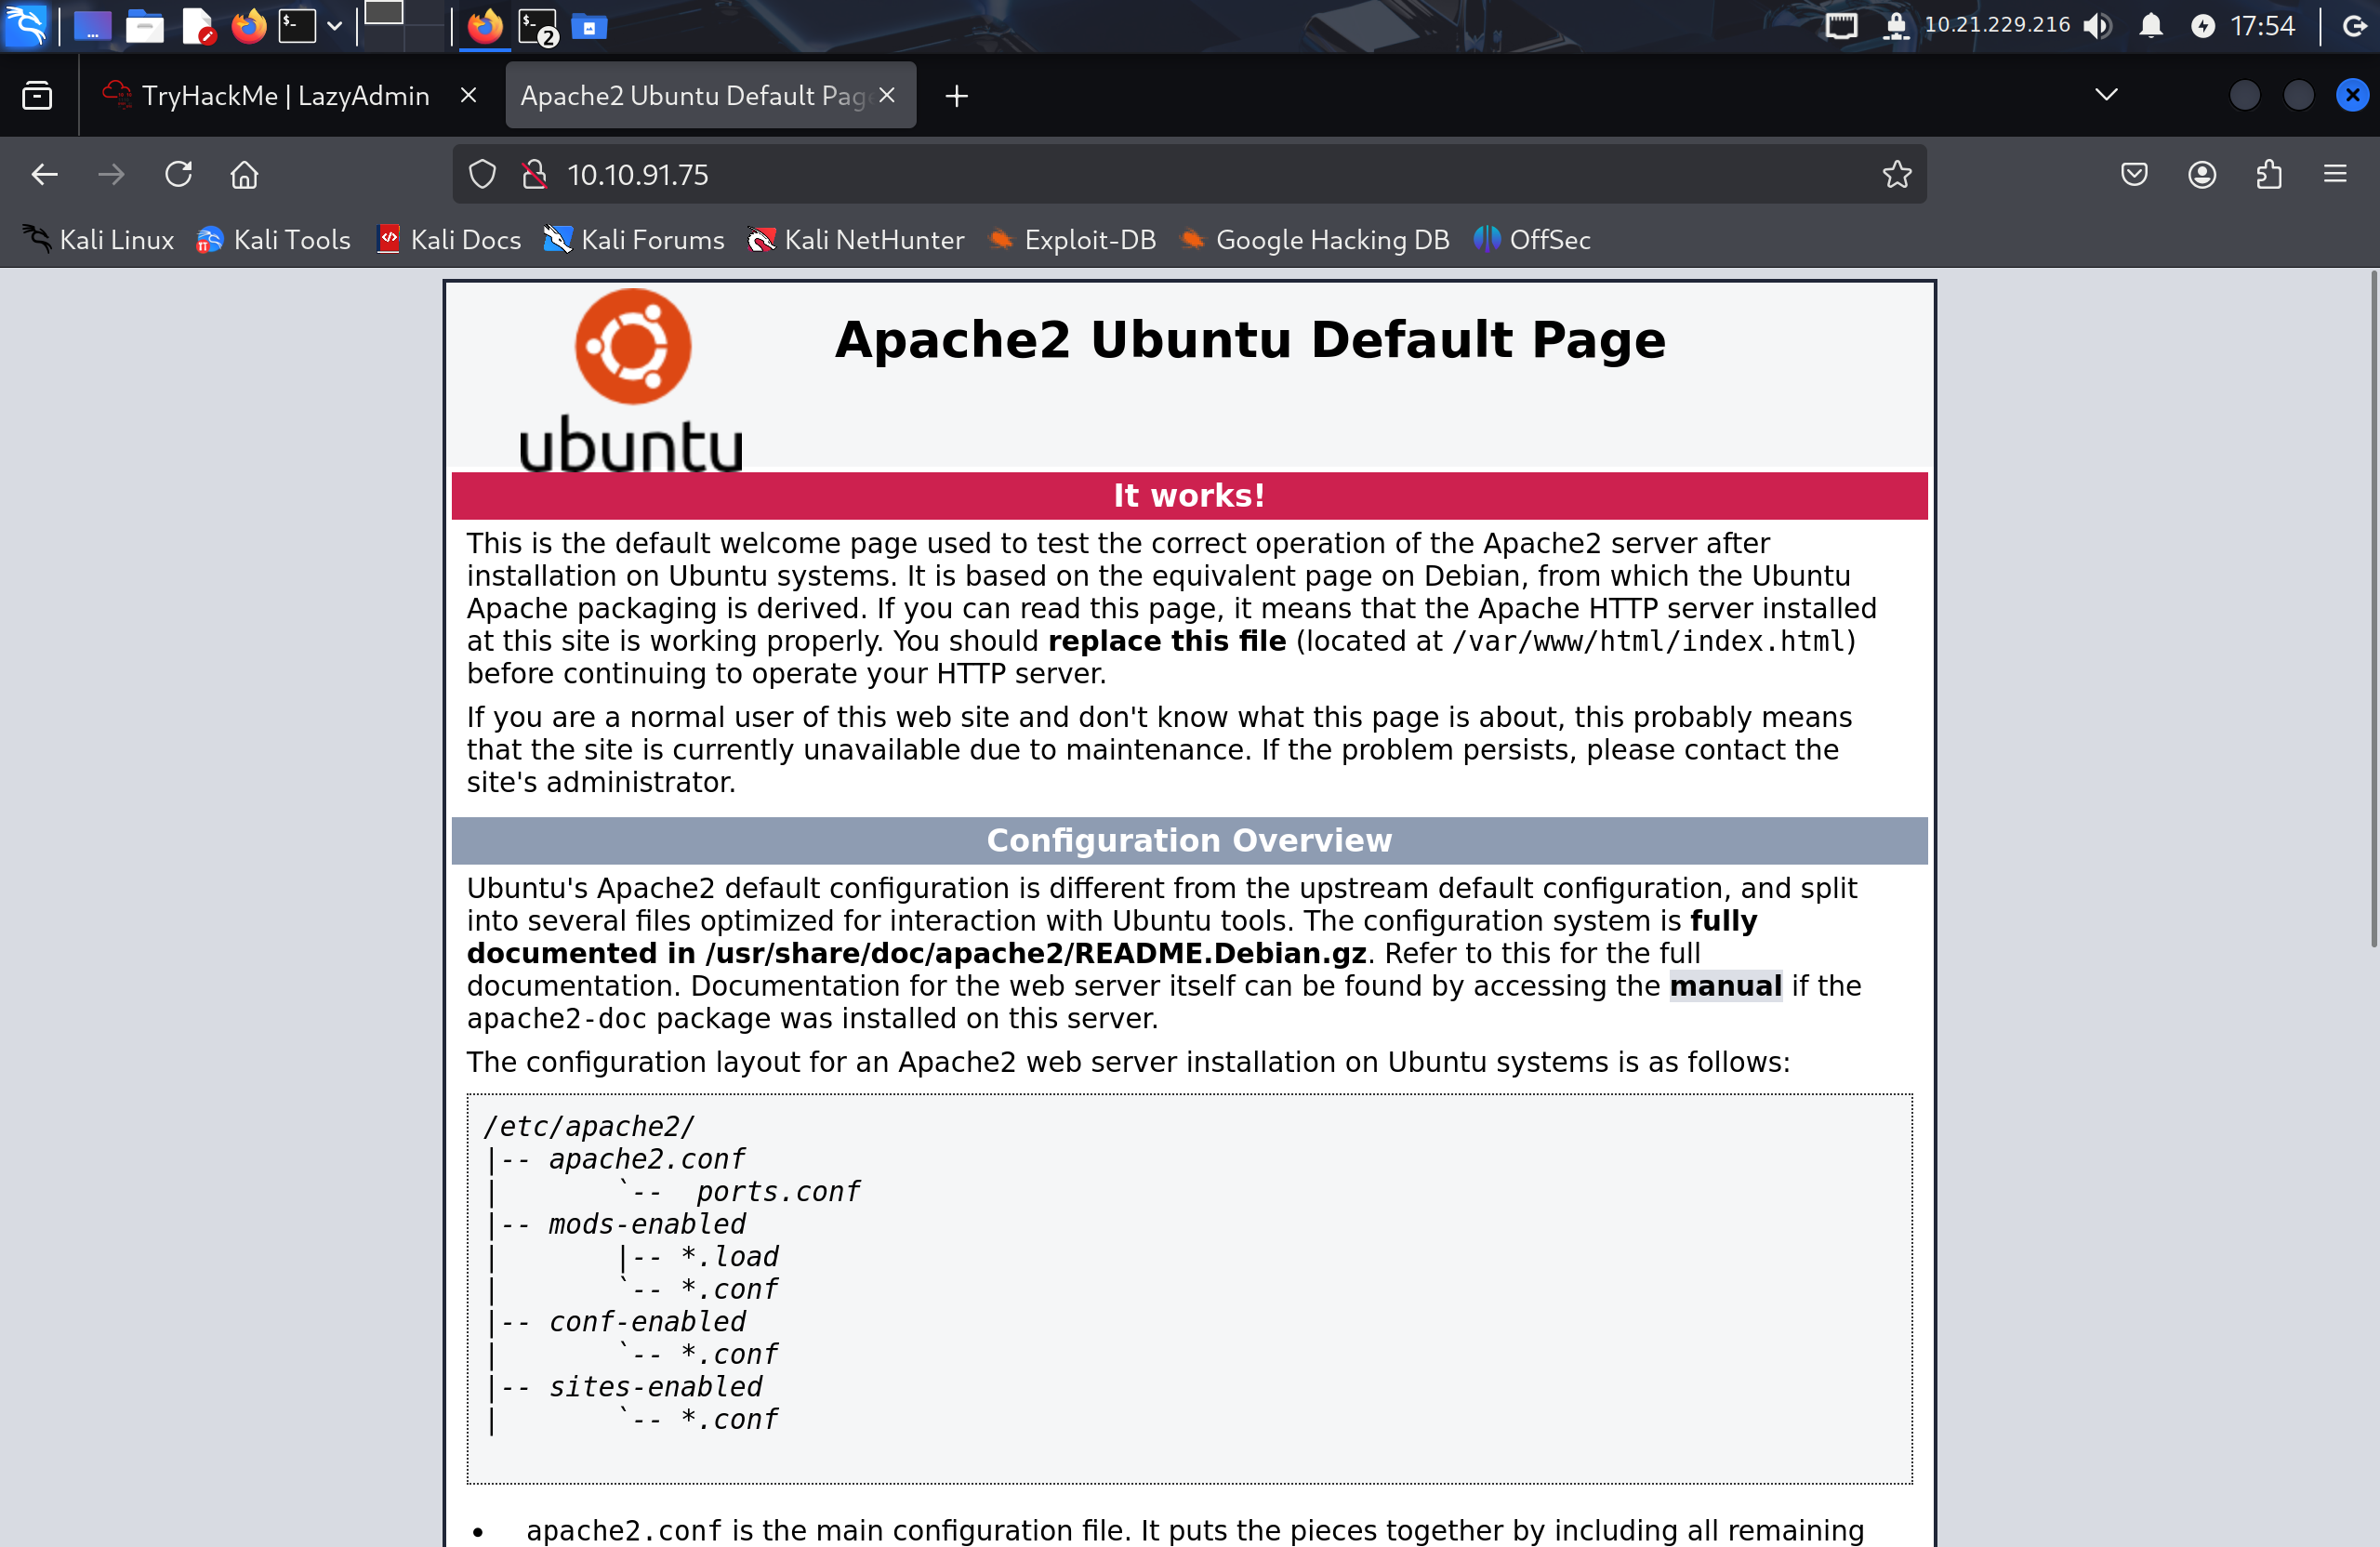 10.21.229.216 17:54
TryHackMe | LazyAdmin Apache2 Ubuntu Default Page
10.10.91.75
Kali Linux Kali Tools Kali Docs Kali Forums Kali NetHunter Exploit-DB Google Hacking DB OffSec
ubuntu
Apache2 Ubuntu Default Page
It works!
This is the default welcome page used to test the correct operation of the Apache2 server after
installation on Ubuntu systems. It is based on the equivalent page on Debian, from which the Ubuntu
Apache packaging is derived. If you can read this page, it means that the Apache HTTP server installed
at this site is working properly. You should replace this file (located at /var/www/html/index.html)
before continuing to operate your HTTP server.
If you are a normal user of this web site and don't know what this page is about, this probably means
that the site is currently unavailable due to maintenance. If the problem persists, please contact the
site's administrator.
Configuration Overview
Ubuntu's Apache2 default configuration is different from the upstream default configuration, and split
into several files optimized for interaction with Ubuntu tools. The configuration system is fully
documented in /usr/share/doc/apache2/README.Debian.gz. Refer to this for the full
documentation. Documentation for the web server itself can be found by accessing the manual if the
apache2-doc package was installed on this server.
The configuration layout for an Apache2 web server installation on Ubuntu systems is as follows:
/etc/apache2/
|-- apache2.conf
|       `--  ports.conf
|-- mods-enabled
|       |-- *.load
|       `-- *.conf
|-- conf-enabled
|       `-- *.conf
|-- sites-enabled
|       `-- *.conf
• apache2.conf is the main configuration file. It puts the pieces together by including all remaining